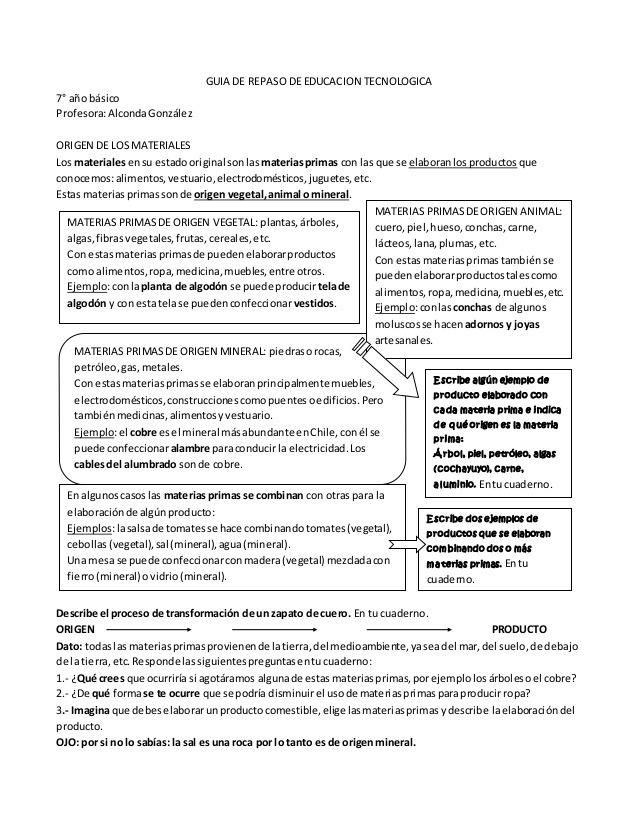 GUIA DE REPASO DE EDUCACION TECNOLOGICA
7° año básico
Profesora: Alconda González
ORIGEN DE LOS MATERIALES
Los materiales en su estado original son las materias primas con las que se elaboran los productos que
conocemos: alimentos, vestuario, electrodomésticos, juguetes, etc.
Estas materias primas son de origen vegetal, animal o mineral.
MATERIAS PRIMAS DE ORIGEN VEGETAL: plantas, árboles,
algas, fibras vegetales, frutas, cereales, etc.
Con estas materias primas de pueden elaborar productos
como alimentos, ropa, medicina, muebles, entre otros.
Ejemplo: con la planta de algodón se puede producir tela de
algodón y con esta tela se pueden confeccionar vestidos.
MATERIAS PRIMAS DE ORIGEN ANIMAL:
cuero, piel, hueso, conchas, carne,
lácteos, lana, plumas, etc.
Con estas materias primas también se
pueden elaborar productos tales como
alimentos, ropa, medicina, muebles, etc.
Ejemplo: con las conchas de algunos
moluscos se hacen adornos y joyas
artesanales.
MATERIAS PRIMAS DE ORIGEN MINERAL: piedras o rocas,
petróleo, gas, metales.
Con estas materias primas se elaboran principalmente muebles,
electrodomésticos, construcciones como puentes o edificios. Pero
también medicinas, alimentos y vestuario.
Ejemplo: el cobre es el mineral más abundante en Chile, con él se
puede confeccionar alambre para conducir la electricidad. Los
cables del alumbrado son de cobre.
Escribe algún ejemplo de
producto elaborado con
cada materia prima e indica
de qué origen es la materia
prima:
Árbol, piel, petróleo, algas
(cochayuyo), carne,
aluminio. En tu cuaderno.
En algunos casos las materias primas se combinan con otras para la
elaboración de algún producto:
Ejemplos: la salsa de tomates se hace combinando tomates (vegetal),
cebollas (vegetal), sal (mineral), agua (mineral).
Una mesa se puede confeccionar con madera (vegetal) mezclada con
fierro (mineral) o vidrio (mineral).
Escribe dos ejemplos de
productos que se elaboran
combinando dos o más
materias primas. En tu
cuaderno.
Describe el proceso de transformación de un zapato de cuero. En tu cuaderno.
ORIGEN PRODUCTO
Dato: todas las materias primas provienen de la tierra, del medio ambiente, ya sea del mar, del suelo, de debajo
de la tierra, etc. Responde las siguientes preguntas en tu cuaderno:
1.- ¿Qué crees que ocurriría si agotáramos alguna de estas materias primas, por ejemplo los árboles o el cobre?
2.- ¿De qué forma se te ocurre que se podría disminuir el uso de materias primas para producir ropa?
3.- Imagina que debes elaborar un producto comestible, elige las materias primas y describe la elaboración del
producto.
OJO: por si no lo sabías: la sal es una roca por lo tanto es de origen mineral.